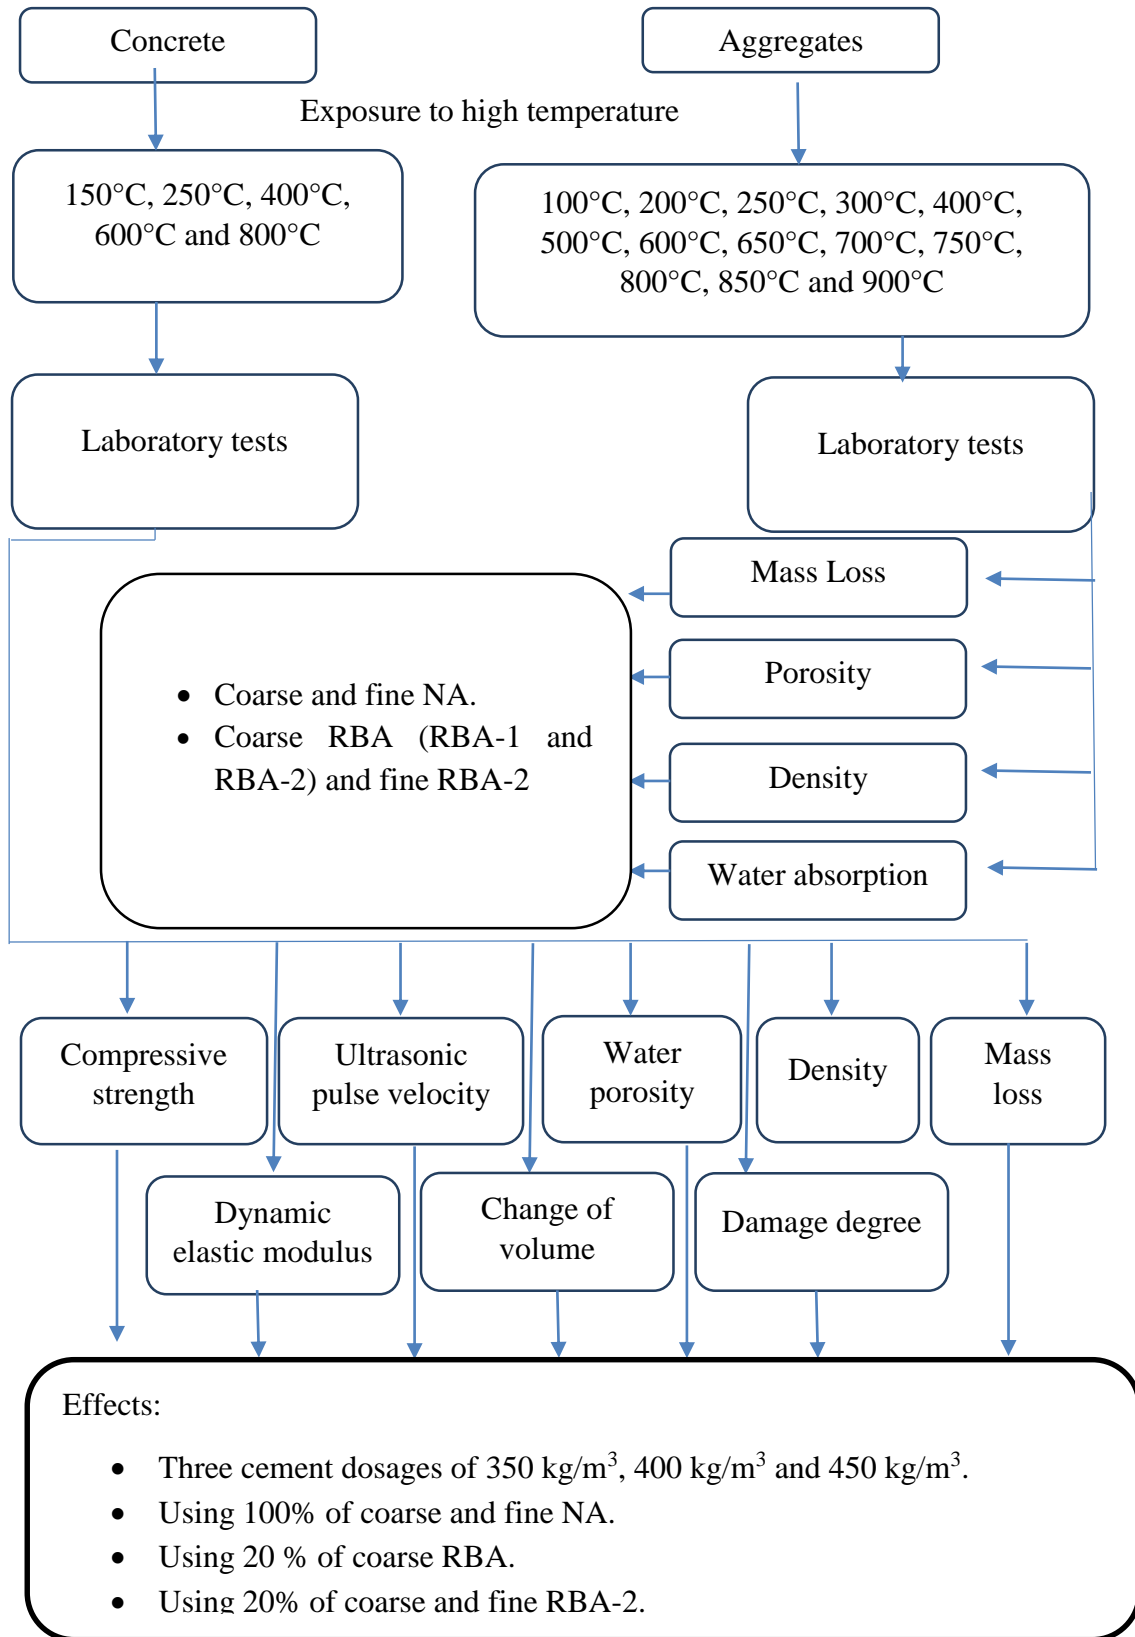 Concrete
Aggregates
Exposure to high temperature
150°C, 250°C, 400°C,
600°C and 800°C
100°C, 200°C, 250°C, 300°C, 400°C,
500°C, 600°C, 650°C, 700°C, 750°C,
800°C, 850°C and 900°C
Laboratory tests
Laboratory tests
Mass Loss
Porosity
Density
Water absorption
• Coarse and fine NA.
• Coarse RBA (RBA-1 and
RBA-2) and fine RBA-2
Compressive
strength
Ultrasonic
pulse velocity
Water
porosity
Density
Mass
loss
Dynamic
elastic modulus
Change of
volume
Damage degree
Effects:
• Three cement dosages of 350 kg/m³, 400 kg/m³ and 450 kg/m³.
• Using 100% of coarse and fine NA.
• Using 20 % of coarse RBA.
• Using 20% of coarse and fine RBA-2.